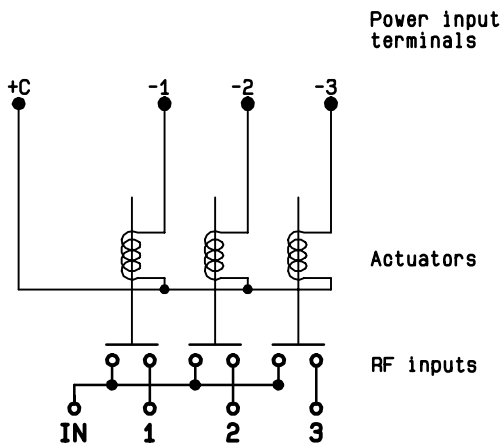 Power input
terminals
+C -1 -2 -3
Actuators
RF inputs
IN 1 2 3